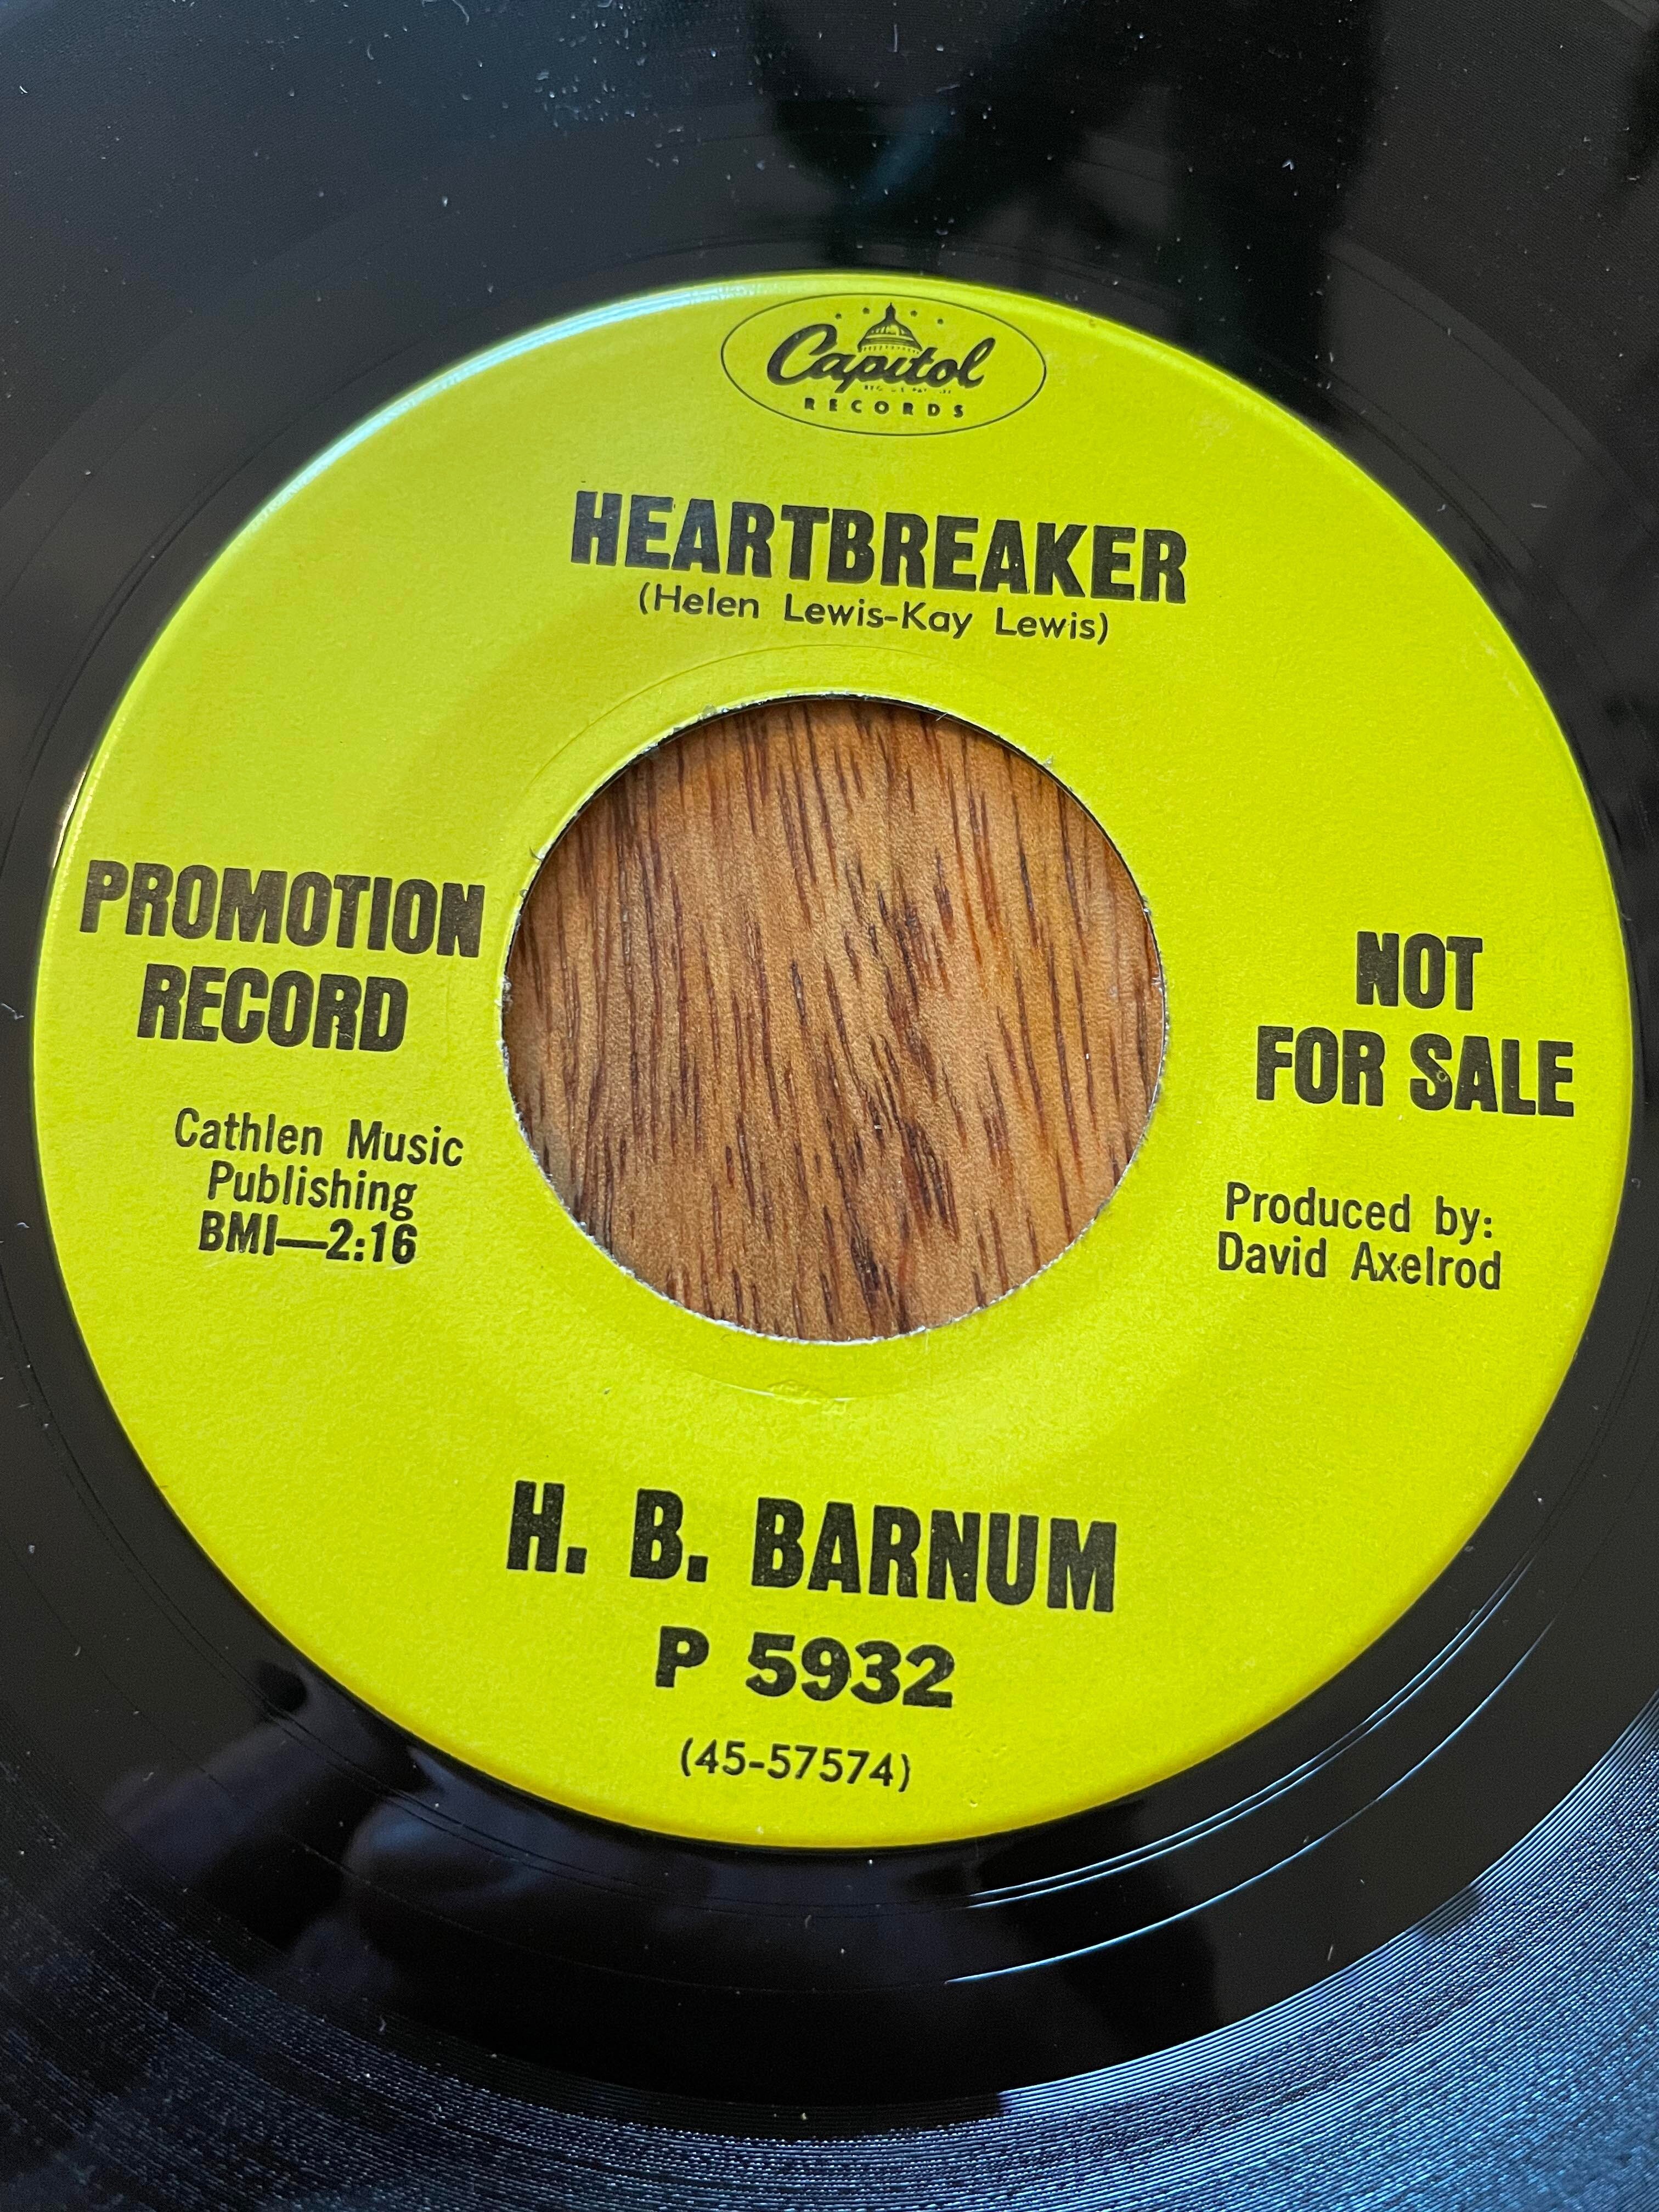 Capitol
RECORDS
HEARTBREAKER
(Helen Lewis-Kay Lewis)
PROMOTION
RECORD
Cathlen Music
Publishing
BMI—2:16
NOT
FOR SALE
Produced by:
David Axelrod
H. B. BARNUM
P 5932
(45-57574)